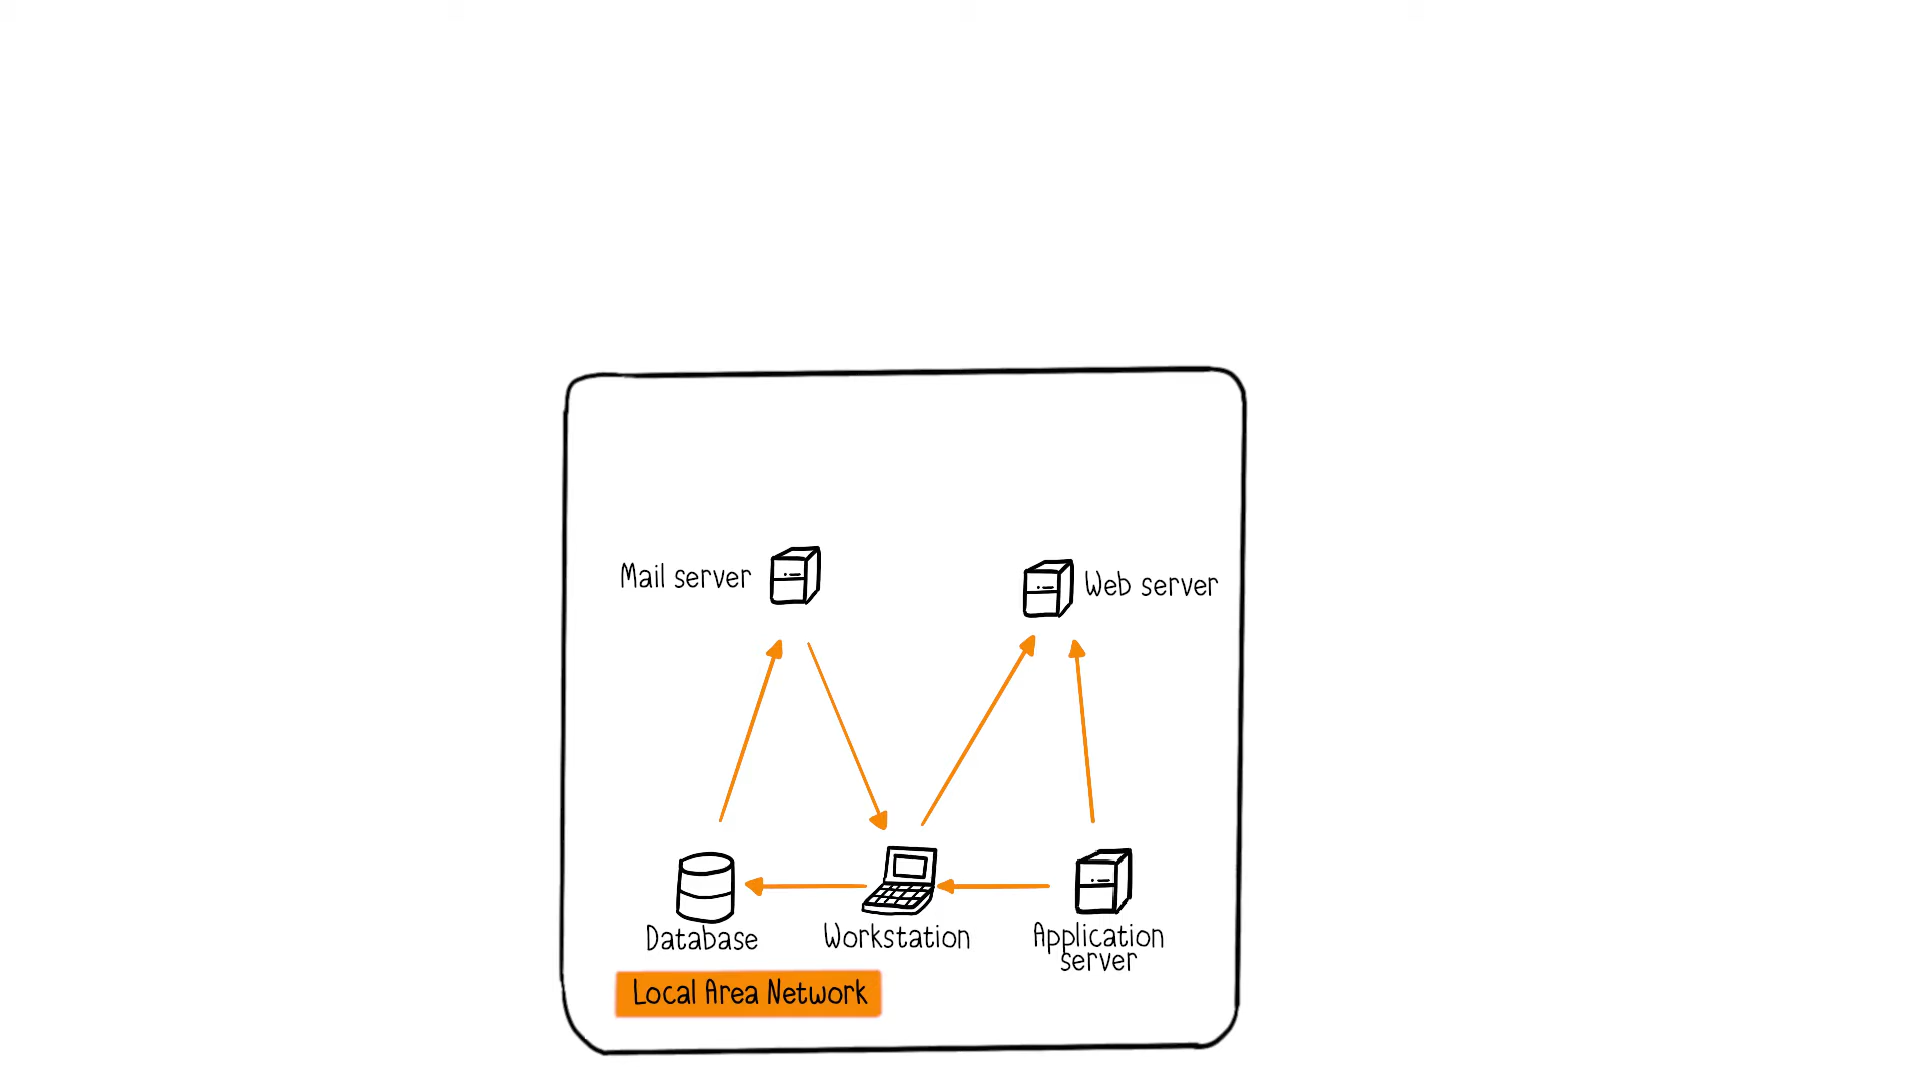 Mail server
Web server
Database
Workstation
Application
server
Local Area Network